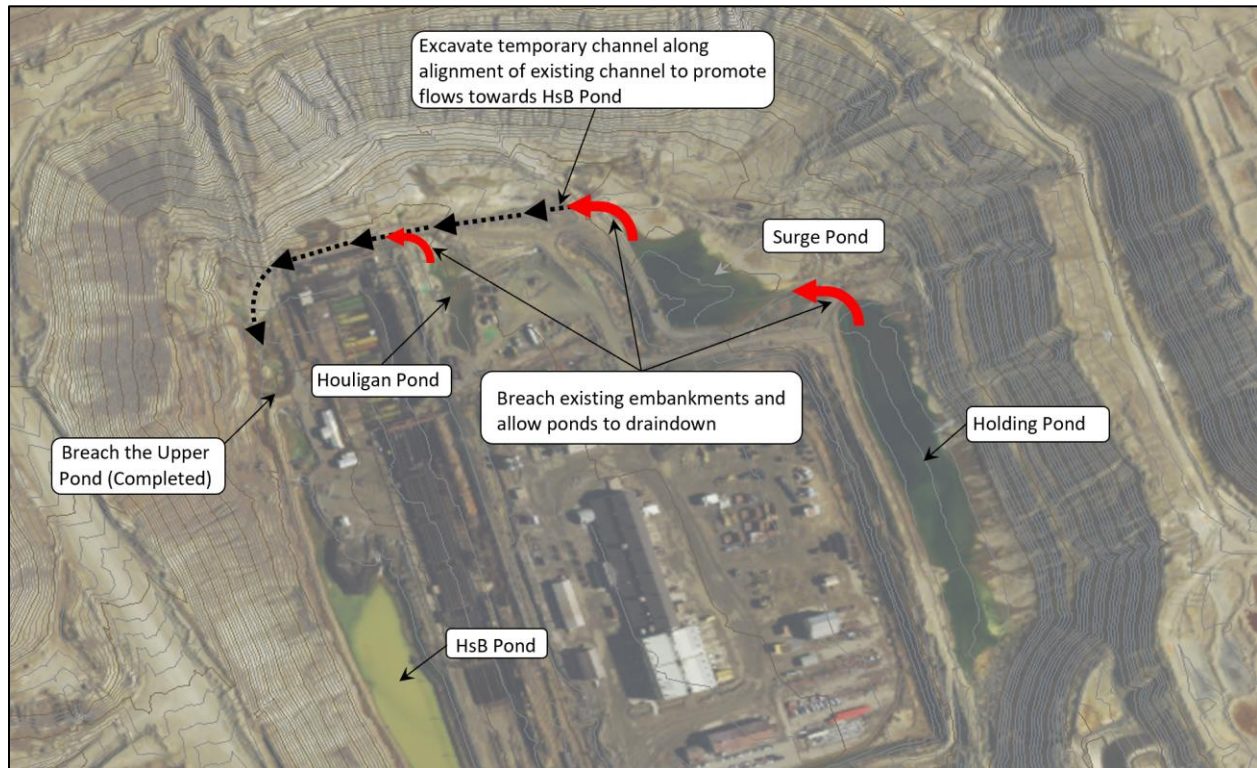 Excavate temporary channel along
alignment of existing channel to promote
flows towards HsB Pond
Surge Pond
Houligan Pond
Breach existing embankments and
allow ponds to draindown
Holding Pond
Breach the Upper
Pond (Completed)
HsB Pond